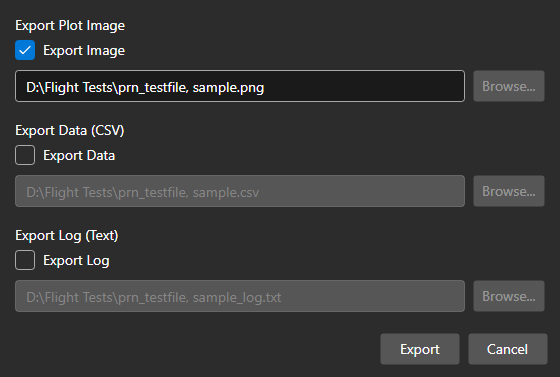 Export Plot Image
Export Image
D:\Flight Tests\prn_testfile, sample.png
Browse...
Export Data (CSV)
Export Data
D:\Flight Tests\prn_testfile, sample.csv
Browse...
Export Log (Text)
Export Log
D:\Flight Tests\prn_testfile, sample_log.txt
Browse...
Export
Cancel